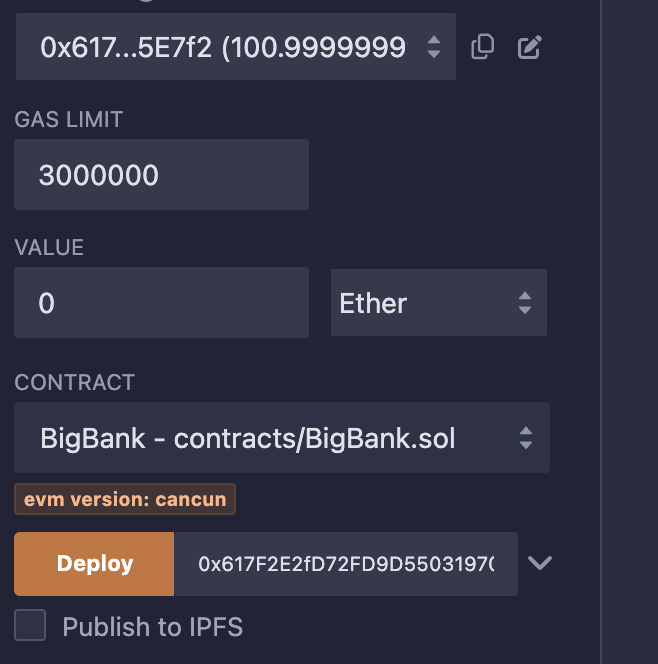 0x617...5E7f2 (100.9999999
GAS LIMIT
3000000
VALUE
0
Ether
CONTRACT
BigBank - contracts/BigBank.sol
evm version: cancun
Deploy
0x617F2E2fD72FD9D5503197(
Publish to IPFS